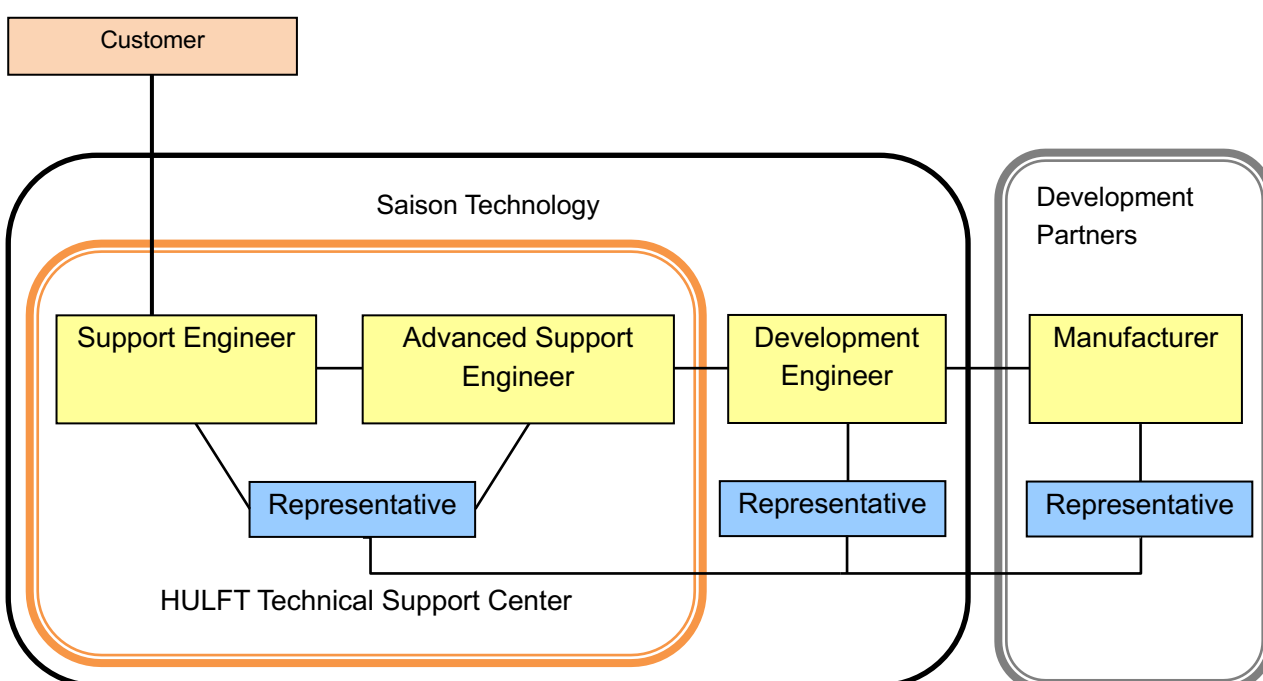 Customer
Saison Technology
Development
Partners
Support Engineer
Advanced Support
Engineer
Development
Engineer
Manufacturer
Representative
Representative
Representative
HULFT Technical Support Center